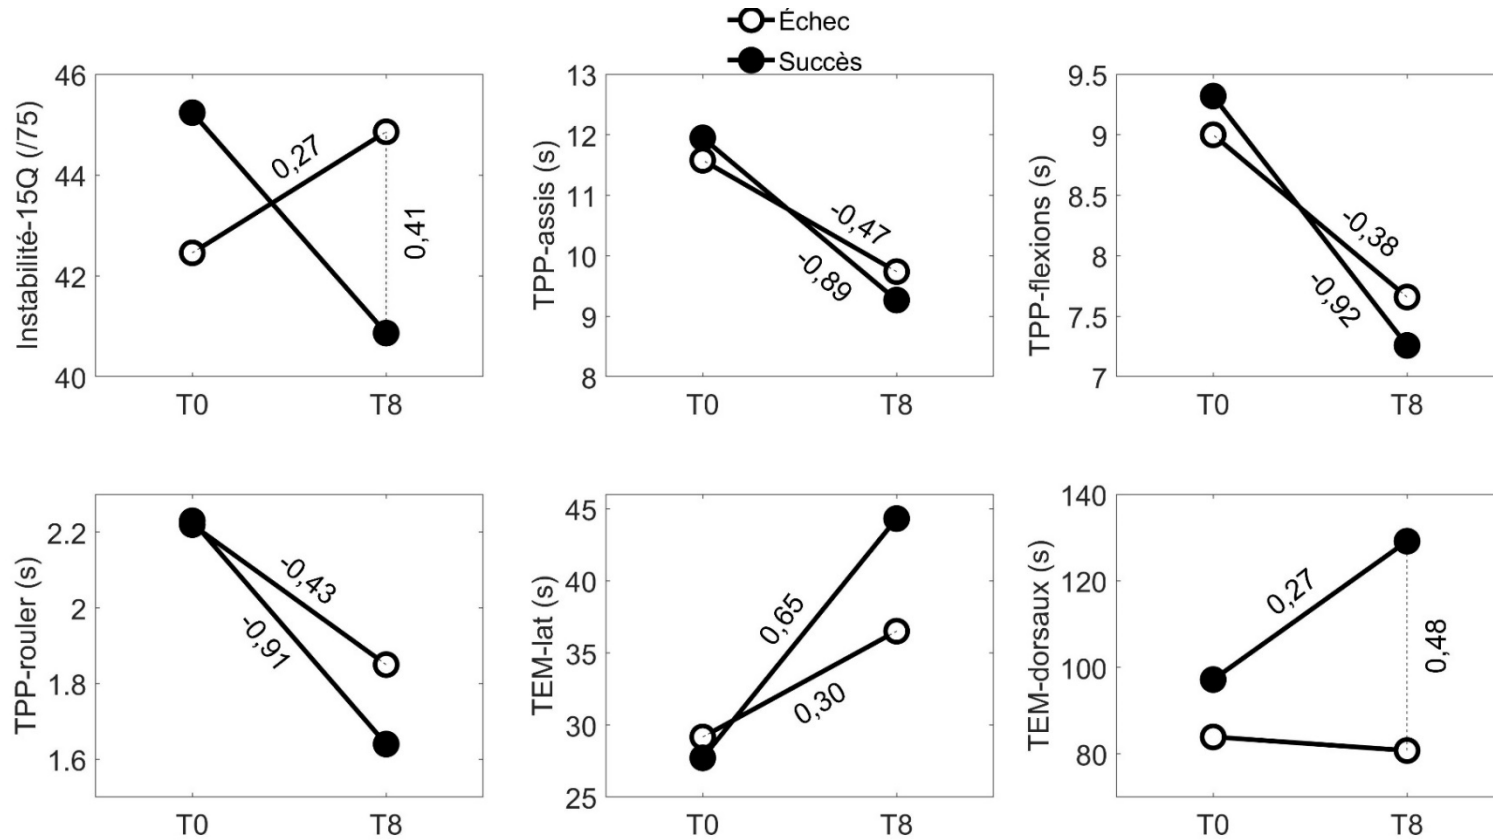 Échec
Succès
46
44
42
40
Instabilité-15Q (/75)
0,27
0,41
T0
T8
13
12
11
10
9
8
TPP-assis (s)
-0,47
-0,89
T0
T8
9.5
9
8.5
8
7.5
7
TPP-flexions (s)
-0,38
-0,92
T0
T8
2.2
2
1.8
1.6
TPP-rouler (s)
-0,43
-0,91
T0
T8
45
40
35
30
25
TEM-lat (s)
0,65
0,30
T0
T8
140
120
100
80
TEM-dorsaux (s)
0,27
0,48
T0
T8